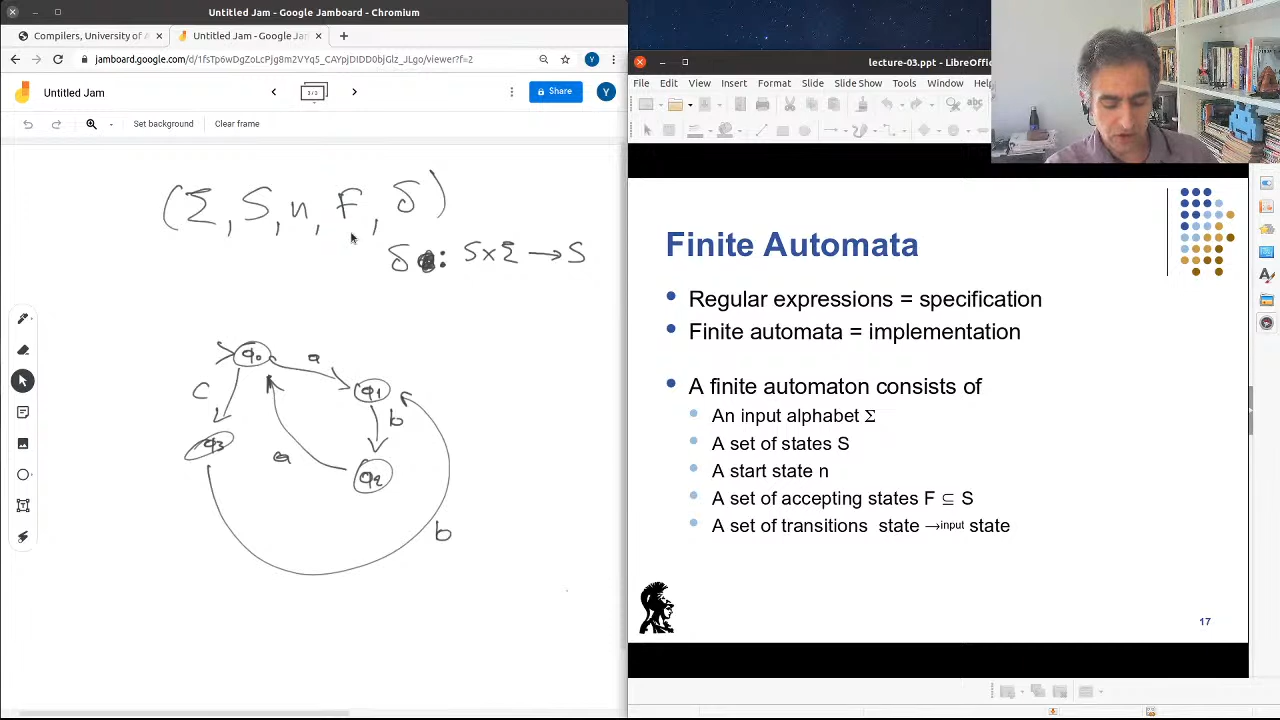 Untitled Jam - Google Jamboard - Chromium
Compilers, University of A
Untitled Jam - Google Jam
jamboard.google.com/d/1fsTp6wDgZoLcPjg8m2VYq5_CAYpjDIDD0bjGlz_JLgo/viewer?f=2
Y
Untitled Jam
Share
Y
Set background
Clear frame
(Σ, S, n, F, δ)
δ : S×Σ → S
q0
a
q1
c
b
q3
a
q2
b
lecture-03.ppt - LibreOffi
File Edit View Insert Format Slide Slide Show Tools Window Help
Finite Automata
• Regular expressions = specification
• Finite automata = implementation
• A finite automaton consists of
• An input alphabet Σ
• A set of states S
• A start state n
• A set of accepting states F ⊆ S
• A set of transitions state →input state
17